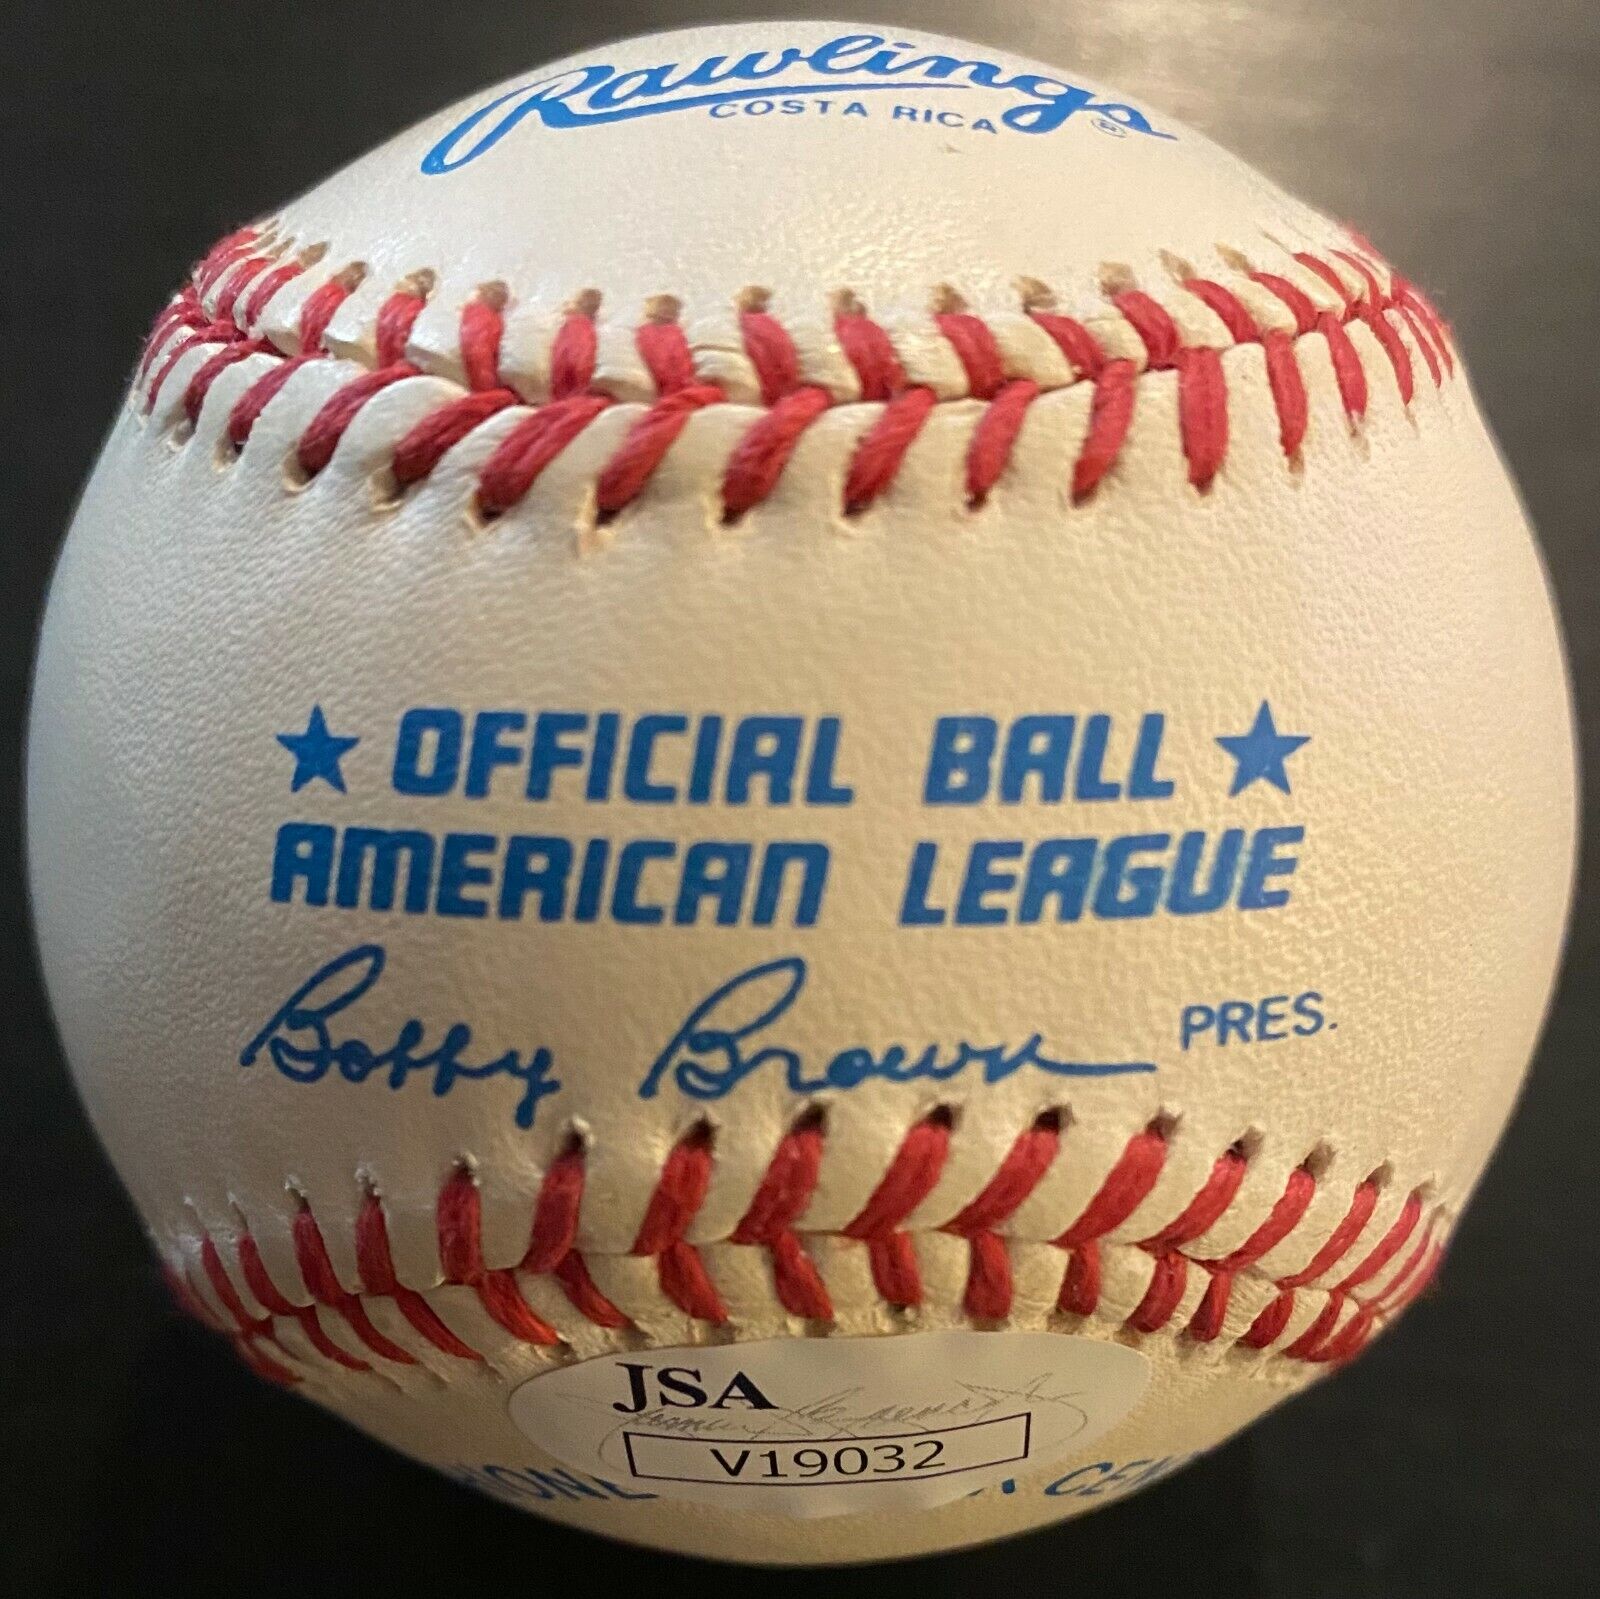 Rawlings ®
COSTA RICA
★ OFFICIAL BALL ★
AMERICAN LEAGUE
Bobby Brown PRES.
JSA
V19032